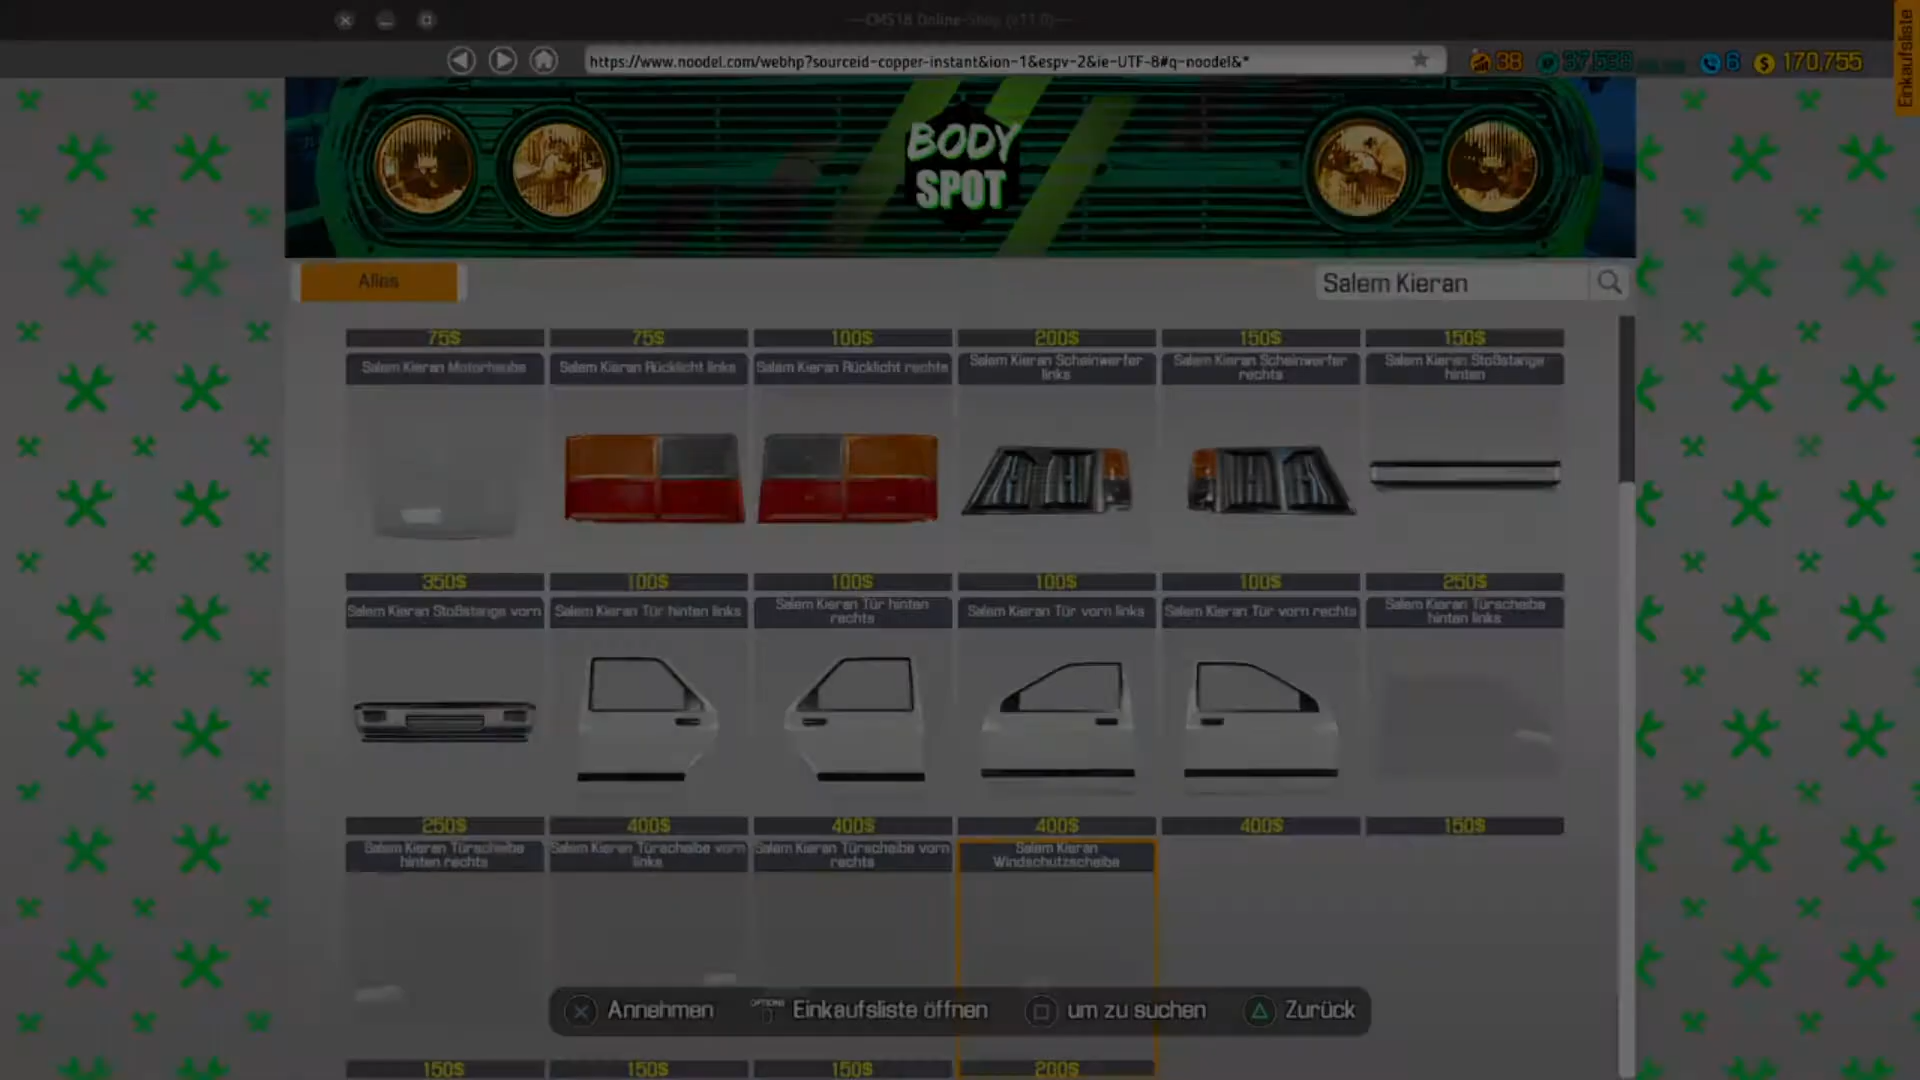 —CMS18 Online-Shop (v11.0)—
https://www.noodel.com/webhp?sourceid-copper-instant&ion-1&espv-2&ie-UTF-8#q-noodel&*
38
6
170,755
Einkaufsliste
BODY
SPOT
Alles
Salem Kieran
75$ 75$ 100$ 200$ 150$ 150$
Salem Kieran Motorhaube
Salem Kieran Rücklicht links
Salem Kieran Rücklicht rechts
Salem Kieran Scheinwerfer
links
Salem Kieran Scheinwerfer
rechts
Salem Kieran Stoßstange
hinten
350$ 100$ 100$ 100$ 100$ 250$
Salem Kieran Stoßstange vorn
Salem Kieran Tür hinten links
Salem Kieran Tür hinten
rechts
Salem Kieran Tür vorn links
Salem Kieran Tür vorn rechts
Salem Kieran Türscheibe
hinten links
250$ 400$ 400$ 400$ 400$ 150$
Salem Kieran Türscheibe
hinten rechts
Salem Kieran Türscheibe vorn
links
Salem Kieran Türscheibe vorn
rechts
Salem Kieran
Windschutzscheibe
Annehmen
OPTIONS
Einkaufsliste öffnen
um zu suchen
Zurück
150$ 150$ 150$ 200$